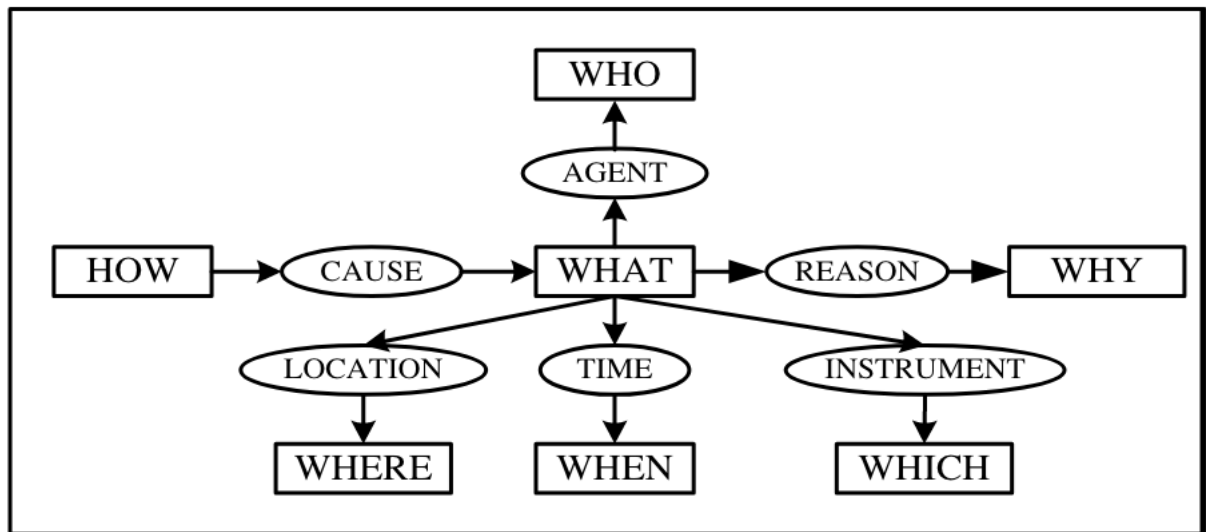 WHO
AGENT
HOW CAUSE WHAT REASON WHY
LOCATION TIME INSTRUMENT
WHERE WHEN WHICH